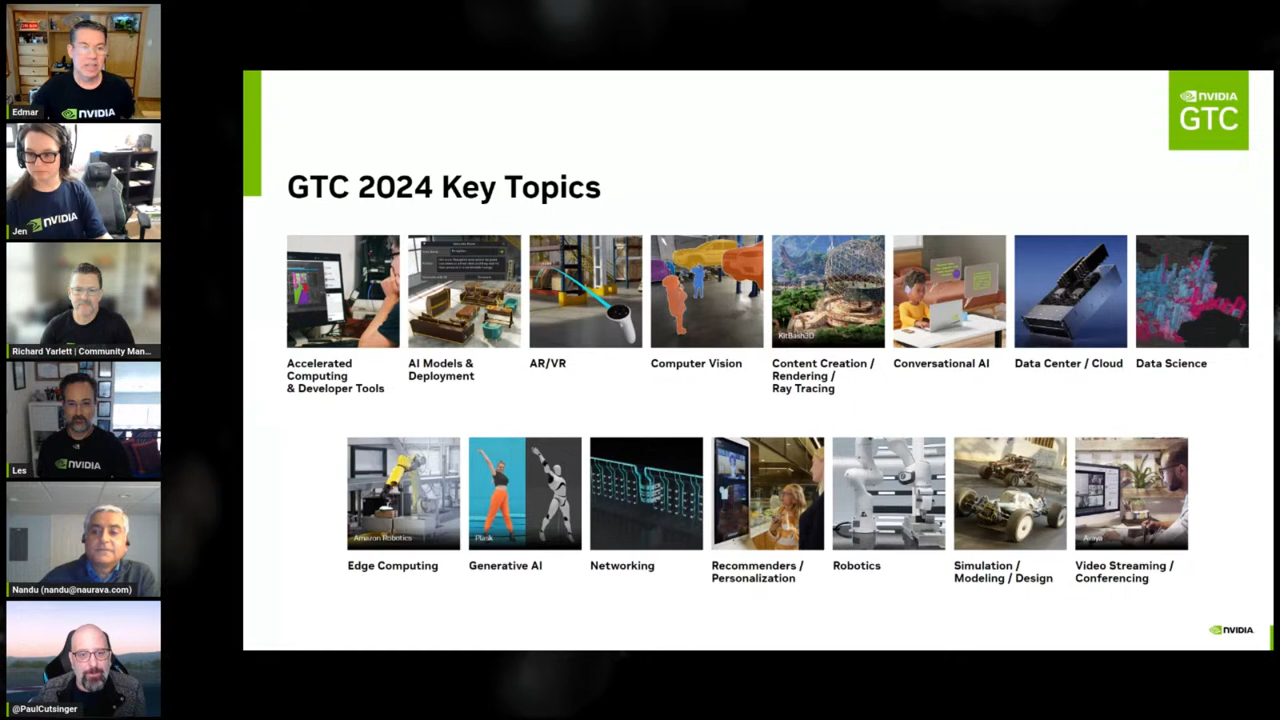 NVIDIA
Edmar
NVIDIA
Jen
Richard Yarlett | Community Man...
NVIDIA
Les
Nandu (nandu@naurava.com)
@PaulCutsinger
NVIDIA
GTC
GTC 2024 Key Topics
KitBash3D
Accelerated
Computing
& Developer Tools
AI Models &
Deployment
AR/VR
Computer Vision
Content Creation /
Rendering /
Ray Tracing
Conversational AI
Data Center / Cloud
Data Science
Amazon Robotics
Plask
Avaya
Edge Computing
Generative AI
Networking
Recommenders /
Personalization
Robotics
Simulation /
Modeling / Design
Video Streaming /
Conferencing
NVIDIA